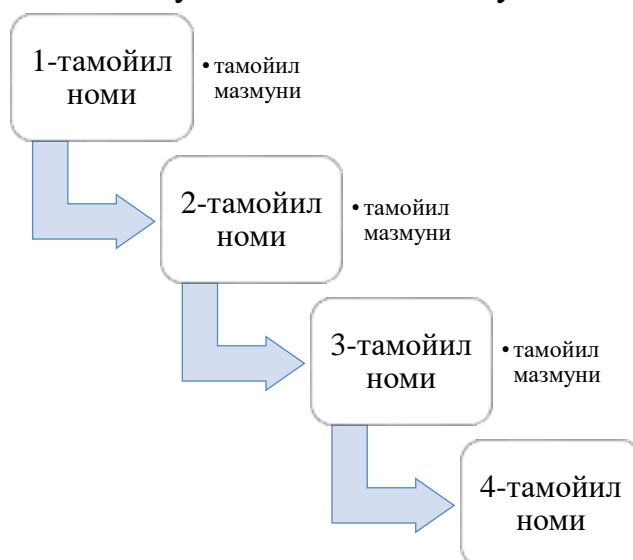 1-тамойил
номи
• тамойил
мазмуни
2-тамойил
номи
• тамойил
мазмуни
3-тамойил
номи
• тамойил
мазмуни
4-тамойил
номи